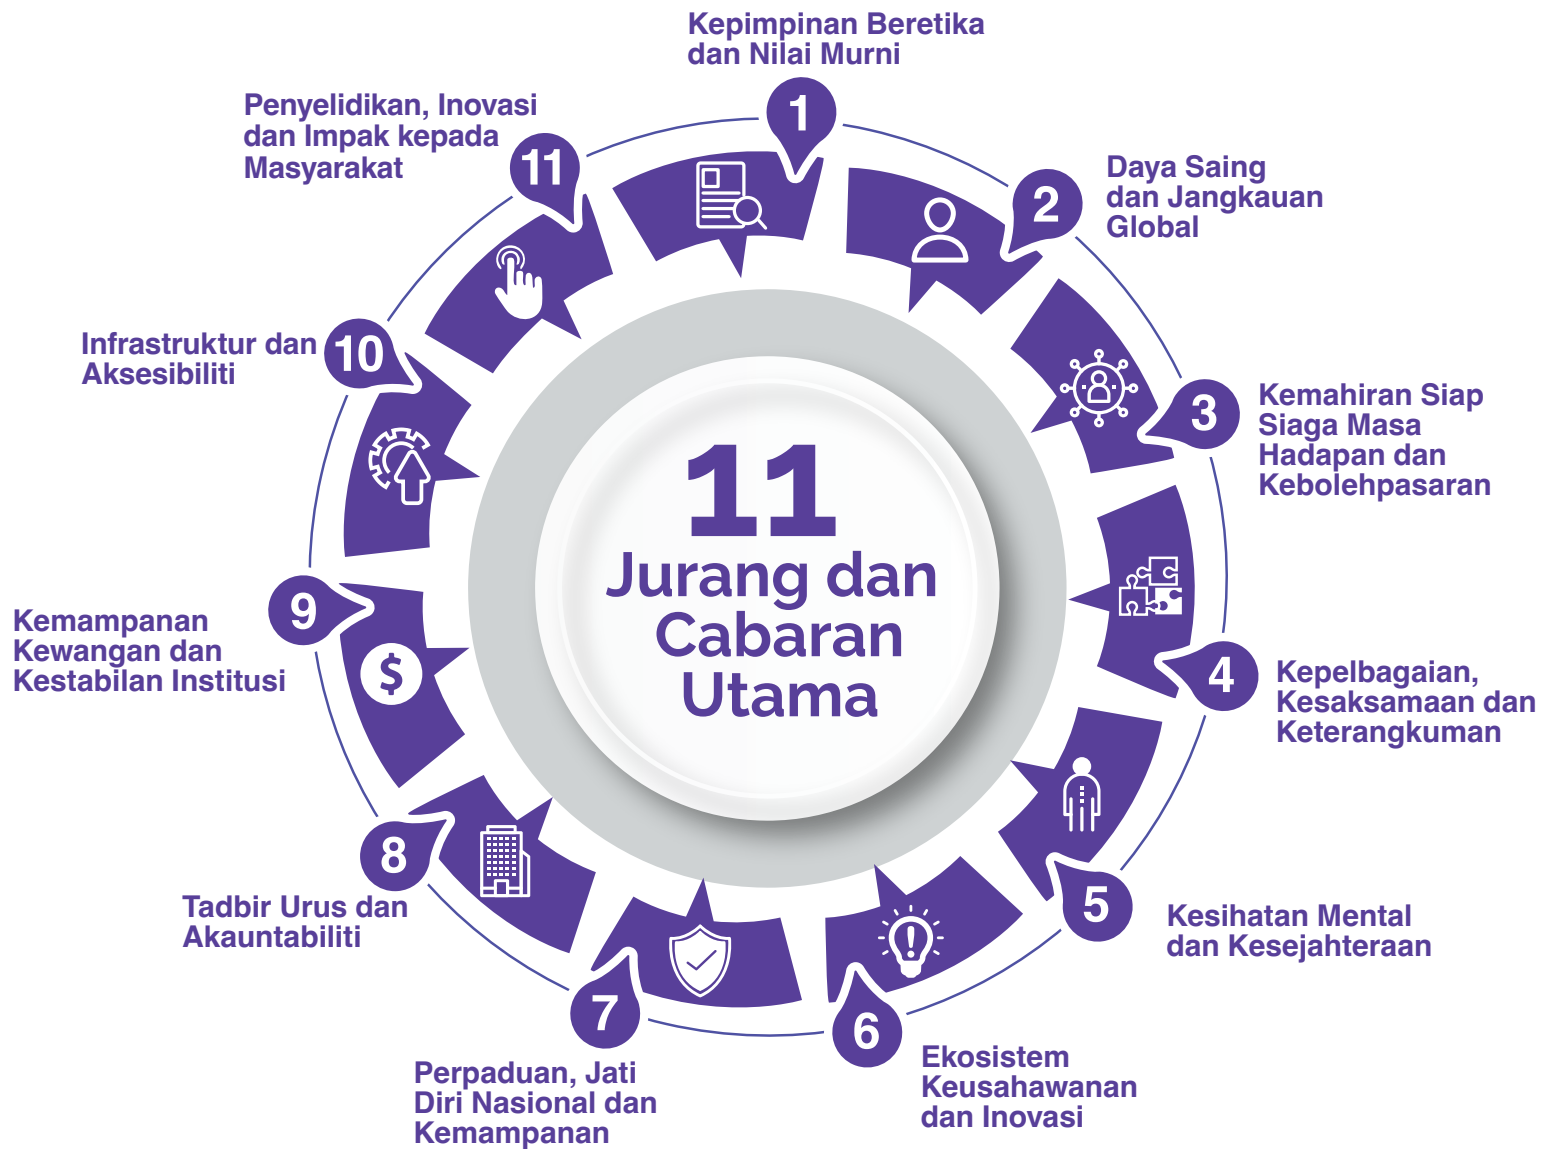 11
Jurang dan
Cabaran
Utama
1
Kepimpinan Beretika
dan Nilai Murni
2
Daya Saing
dan Jangkauan
Global
3
Kemahiran Siap
Siaga Masa
Hadapan dan
Kebolehpasaran
4
Kepelbagaian,
Kesaksamaan dan
Keterangkuman
5
Kesihatan Mental
dan Kesejahteraan
6
Ekosistem
Keusahawanan
dan Inovasi
7
Perpaduan, Jati
Diri Nasional dan
Kemampanan
8
Tadbir Urus dan
Akauntabiliti
9
Kemampanan
Kewangan dan
Kestabilan Institusi
$
10
Infrastruktur dan
Aksesibiliti
11
Penyelidikan, Inovasi
dan Impak kepada
Masyarakat